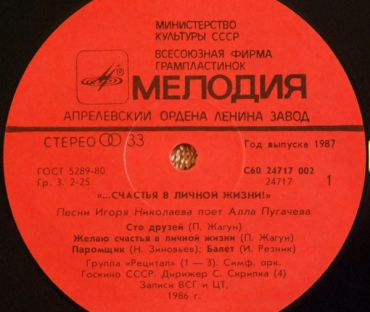 МИНИСТЕРСТВО
КУЛЬТУРЫ СССР
ВСЕСОЮЗНАЯ ФИРМА
ГРАМПЛАСТИНОК
МЕЛОДИЯ
АПРЕЛЕВСКИЙ ОРДЕНА ЛЕНИНА ЗАВОД
СТЕРЕО 33
Год выпуске 1987
ГОСТ 5289-80
С60 24717 002
Гр. 3. 2-25
24717
1
«...СЧАСТЬЯ В ЛИЧНОЙ ЖИЗНИ!»
Песни Игоря Николаева поет Алла Пугачева
Сто друзей (П. Жагун)
Желаю счастья в личной жизни (П. Жагун)
Паромщик (Н. Зиновьев); Балет (И. Резник)
Группа «Рецитал» (1 — 3). Симф. орк.
Госкино СССР. Дирижер С. Скрипка (4)
Записи ВСГ и ЦТ,
1986 г.